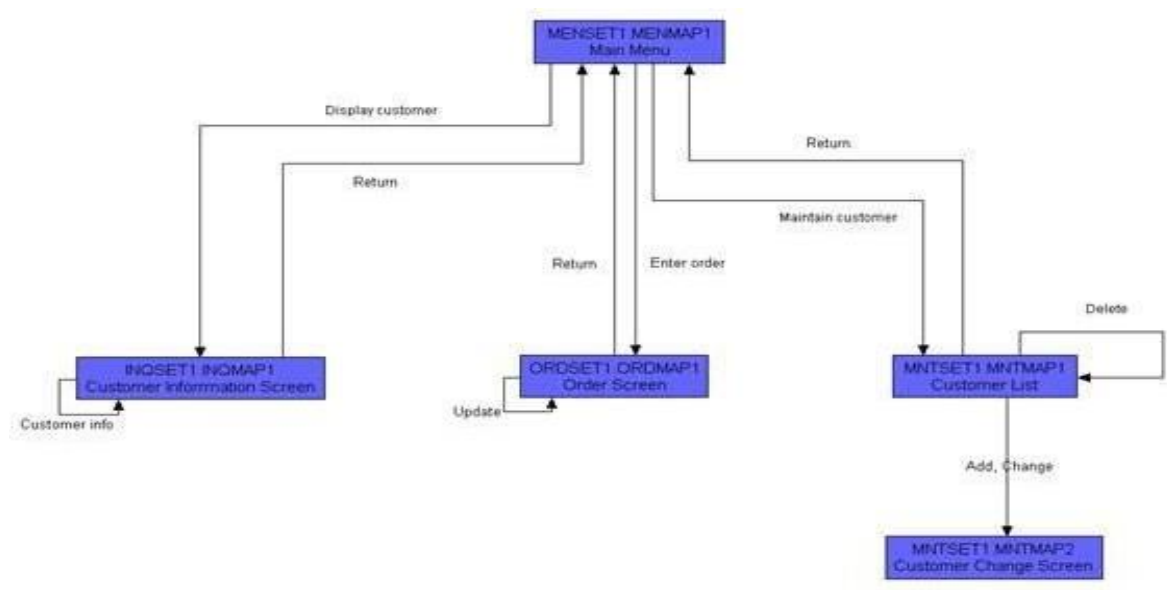 MENSET1 MENMAP1
Main Menu
Display customer
Return
Return
Maintain customer
Return
Enter order
Delete
INQSET1 INQMAP1
Customer Information Screen
ORDSET1 ORDMAP1
Order Screen
MNTSET1 MNTMAP1
Customer List
Customer info
Update
Add, Change
MNTSET1 MNTMAP2
Customer Change Screen